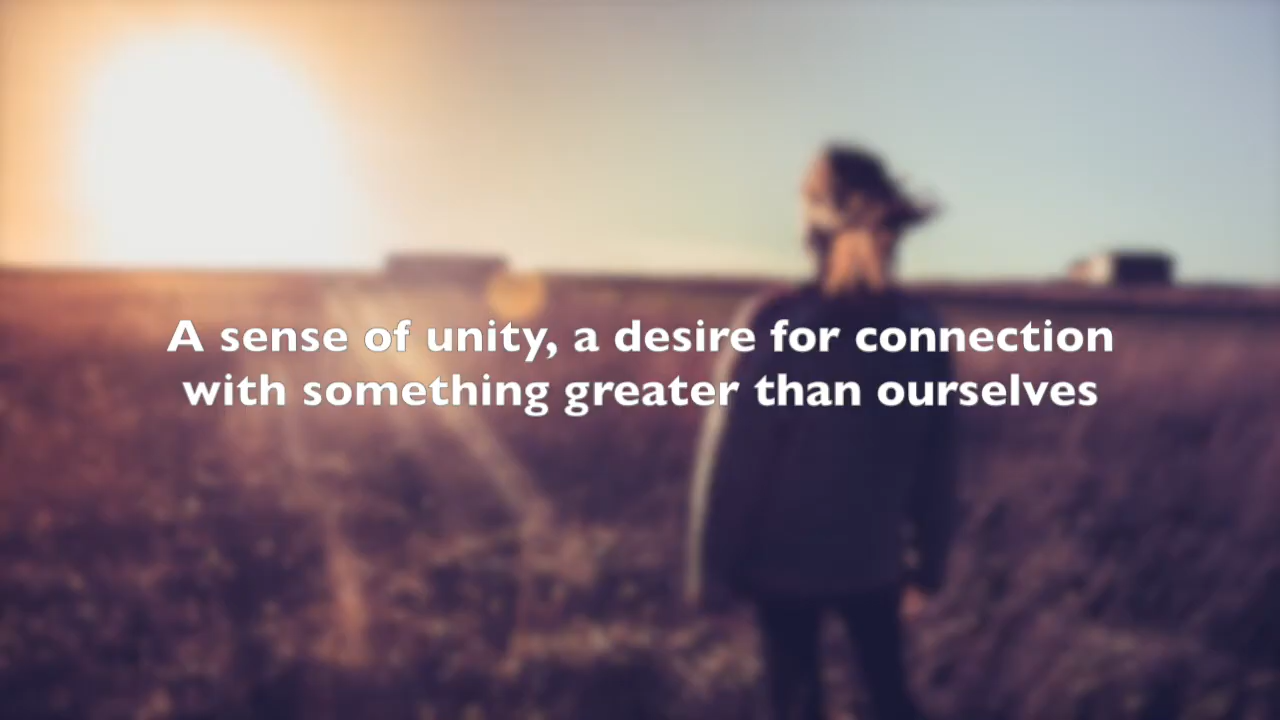 A sense of unity, a desire for connection
with something greater than ourselves